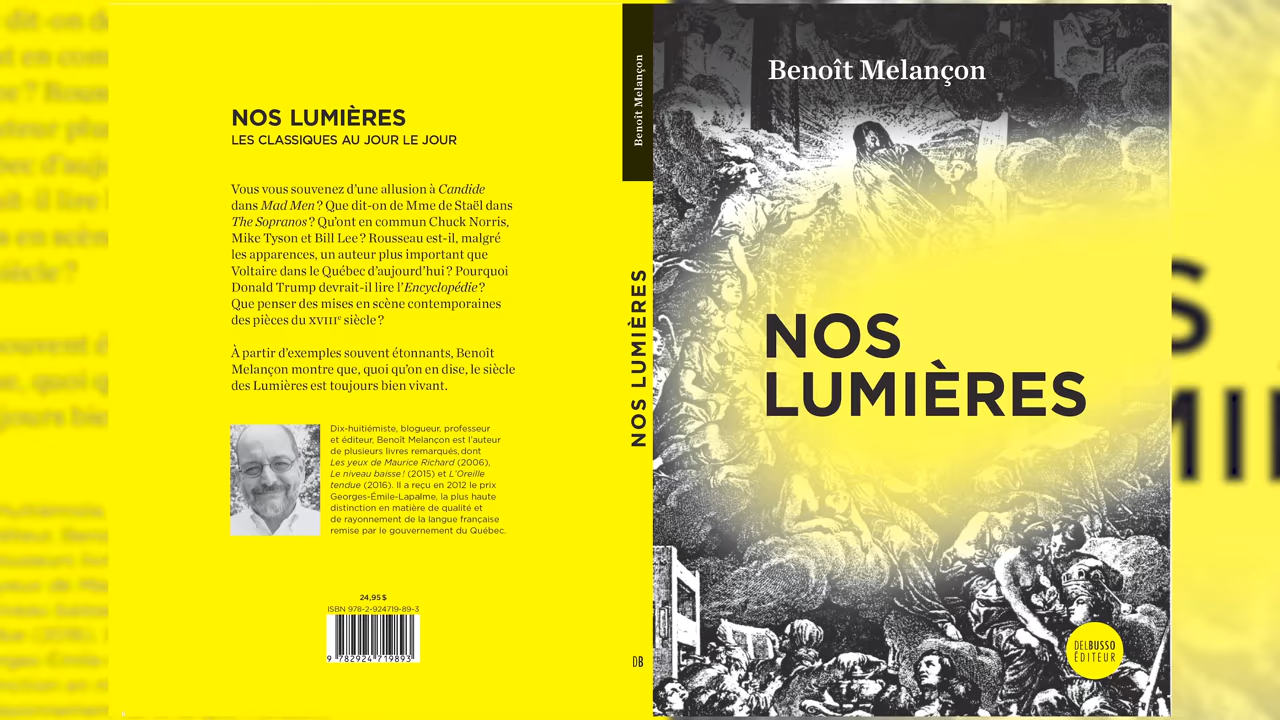 NOS LUMIÈRES
LES CLASSIQUES AU JOUR LE JOUR
Vous vous souvenez d'une allusion à Candide
dans Mad Men ? Que dit-on de Mme de Staël dans
The Sopranos ? Qu'ont en commun Chuck Norris,
Mike Tyson et Bill Lee ? Rousseau est-il, malgré
les apparences, un auteur plus important que
Voltaire dans le Québec d'aujourd'hui ? Pourquoi
Donald Trump devrait-il lire l'Encyclopédie ?
Que penser des mises en scène contemporaines
des pièces du XVIIIe siècle ?
À partir d'exemples souvent étonnants, Benoît
Melançon montre que, quoi qu'on en dise, le siècle
des Lumières est toujours bien vivant.
Dix-huitiémiste, blogueur, professeur
et éditeur, Benoît Melançon est l'auteur
de plusieurs livres remarqués, dont
Les yeux de Maurice Richard (2006),
Le niveau baisse ! (2015) et L'Oreille
tendue (2016). Il a reçu en 2012 le prix
Georges-Émile-Lapalme, la plus haute
distinction en matière de qualité et
de rayonnement de la langue française
remise par le gouvernement du Québec.
24,95 $
ISBN 978-2-924719-89-3
9 782924 719893
Benoît Melançon
NOS LUMIÈRES
DB
Benoît Melançon
NOS
LUMIÈRES
DELBUSSO
ÉDITEUR